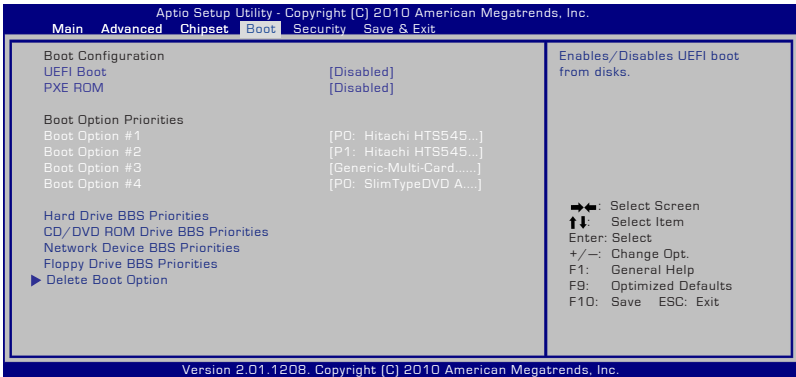 Aptio Setup Utility - Copyright (C) 2010 American Megatrends, Inc.
Main Advanced Chipset Boot Security Save & Exit
Boot Configuration
UEFI Boot [Disabled]
PXE ROM [Disabled]
Boot Option Priorities
Boot Option #1 [P0: Hitachi HTS545...]
Boot Option #2 [P1: Hitachi HTS545...]
Boot Option #3 [Generic-Multi-Card......]
Boot Option #4 [P0: SlimTypeDVD A....]
Hard Drive BBS Priorities
CD/DVD ROM Drive BBS Priorities
Network Device BBS Priorities
Floppy Drive BBS Priorities
Delete Boot Option
Enables/Disables UEFI boot
from disks.
→←: Select Screen
↑↓: Select Item
Enter: Select
+/—: Change Opt.
F1: General Help
F9: Optimized Defaults
F10: Save ESC: Exit
Version 2.01.1208. Copyright (C) 2010 American Megatrends, Inc.